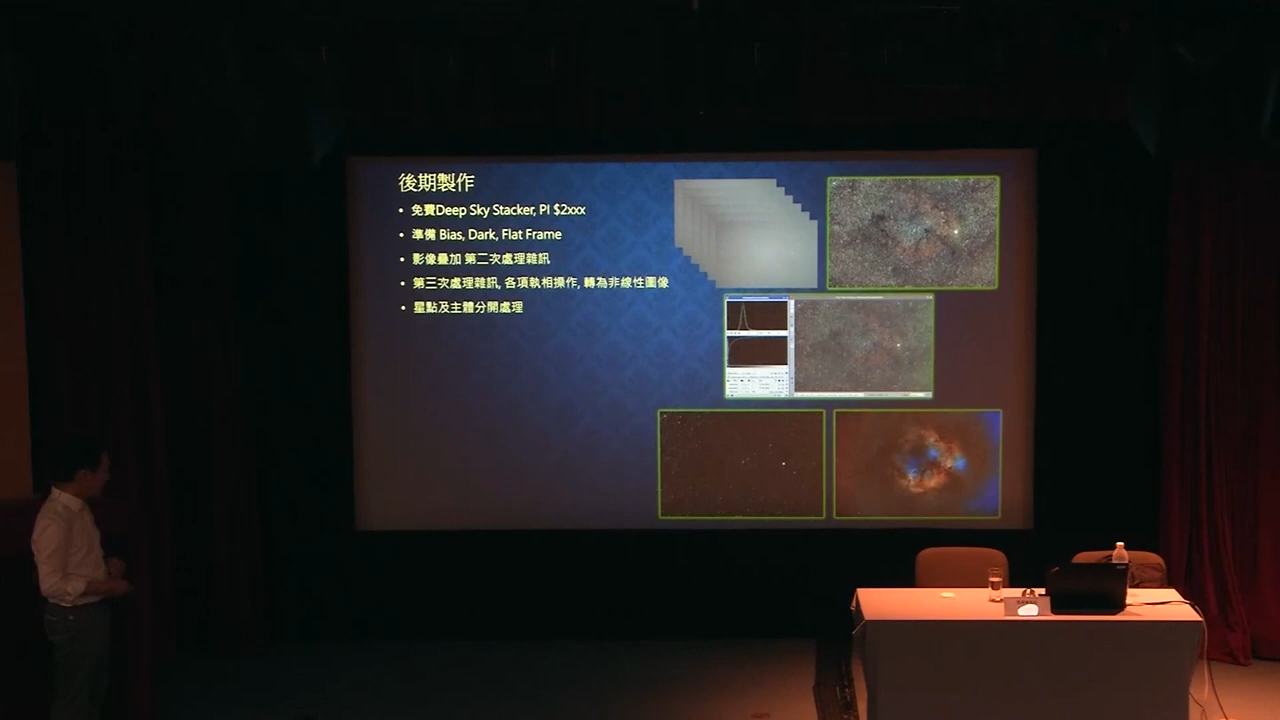 後期製作
• 免費Deep Sky Stacker, PI $2xxx
• 準備 Bias, Dark, Flat Frame
• 影像疊加 第二次處理雜訊
• 第三次處理雜訊, 各項執相操作, 轉為非線性圖像
• 星點及主體分開處理